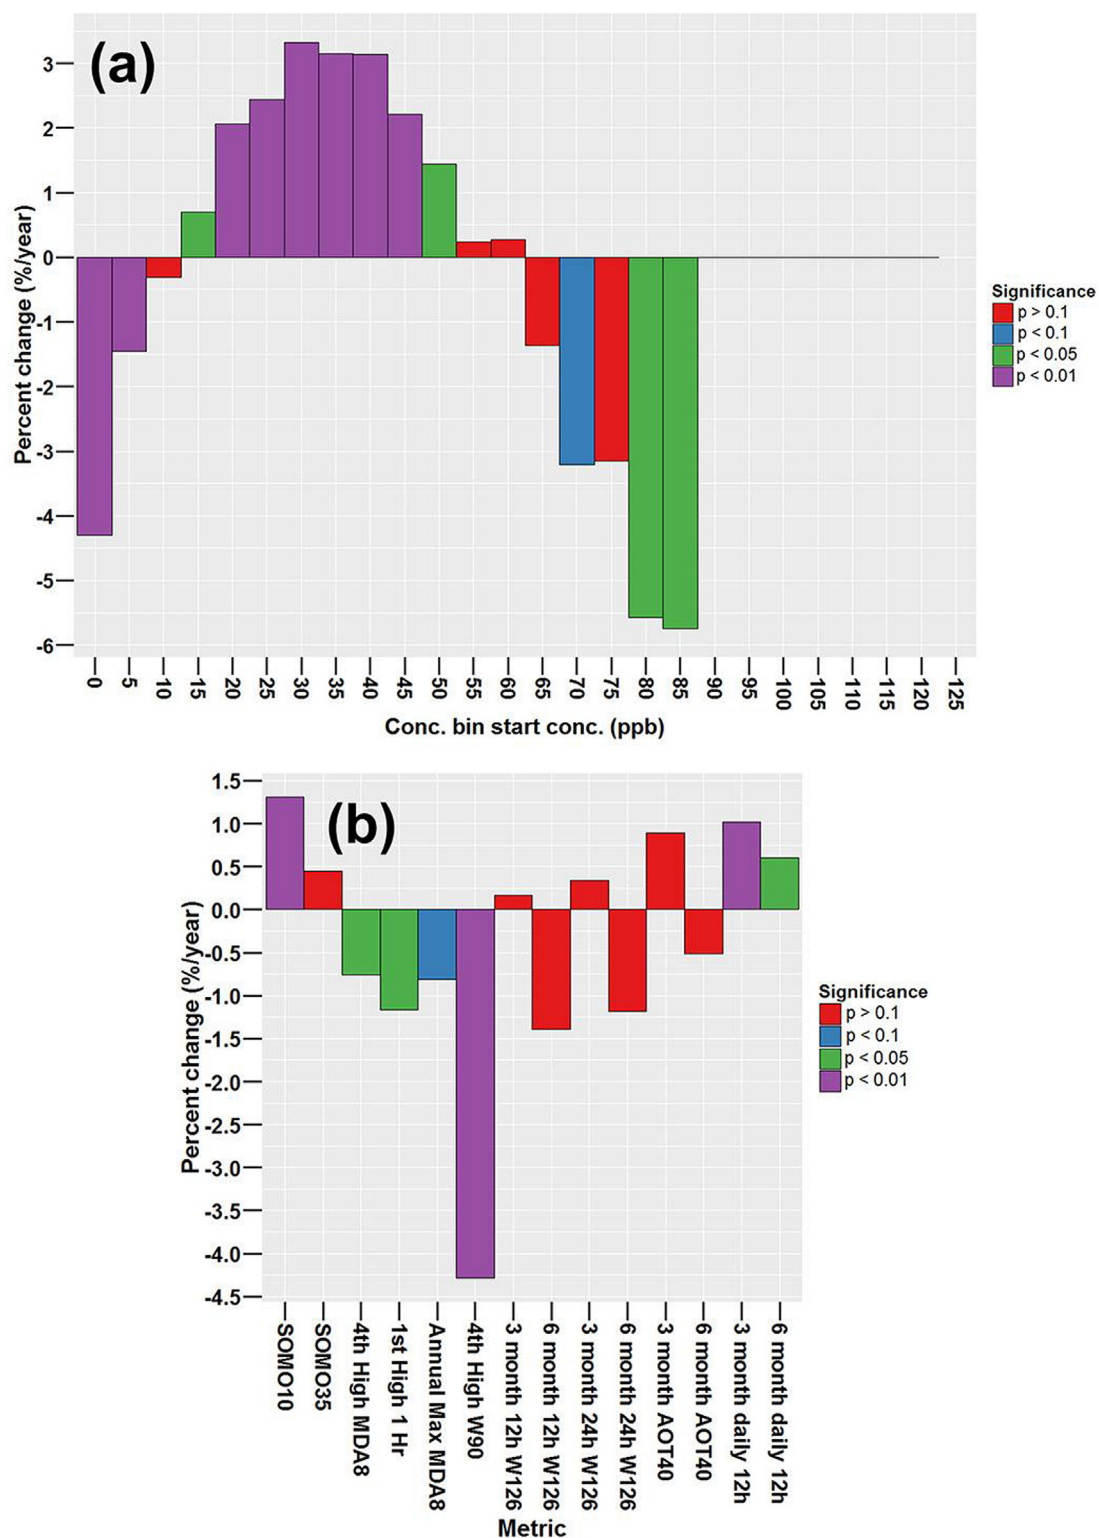 (a)
3
2
1
0
-1
-2
-3
-4
-5
-6
Percent change (%/year)
0 5 10 15 20 25 30 35 40 45 50 55 60 65 70 75 80 85 90 95 100 105 110 115 120 125
Conc. bin start conc. (ppb)
Significance
p > 0.1
p < 0.1
p < 0.05
p < 0.01
(b)
1.5
1.0
0.5
0.0
-0.5
-1.0
-1.5
-2.0
-2.5
-3.0
-3.5
-4.0
-4.5
Percent change (%/year)
SOMO10
SOMO35
4th High MDA8
1st High 1 Hr
Annual Max MDA8
4th High W90
3 month 12h W126
6 month 12h W126
3 month 24h W126
6 month 24h W126
3 month AOT40
6 month AOT40
3 month daily 12h
6 month daily 12h
Metric
Significance
p > 0.1
p < 0.1
p < 0.05
p < 0.01